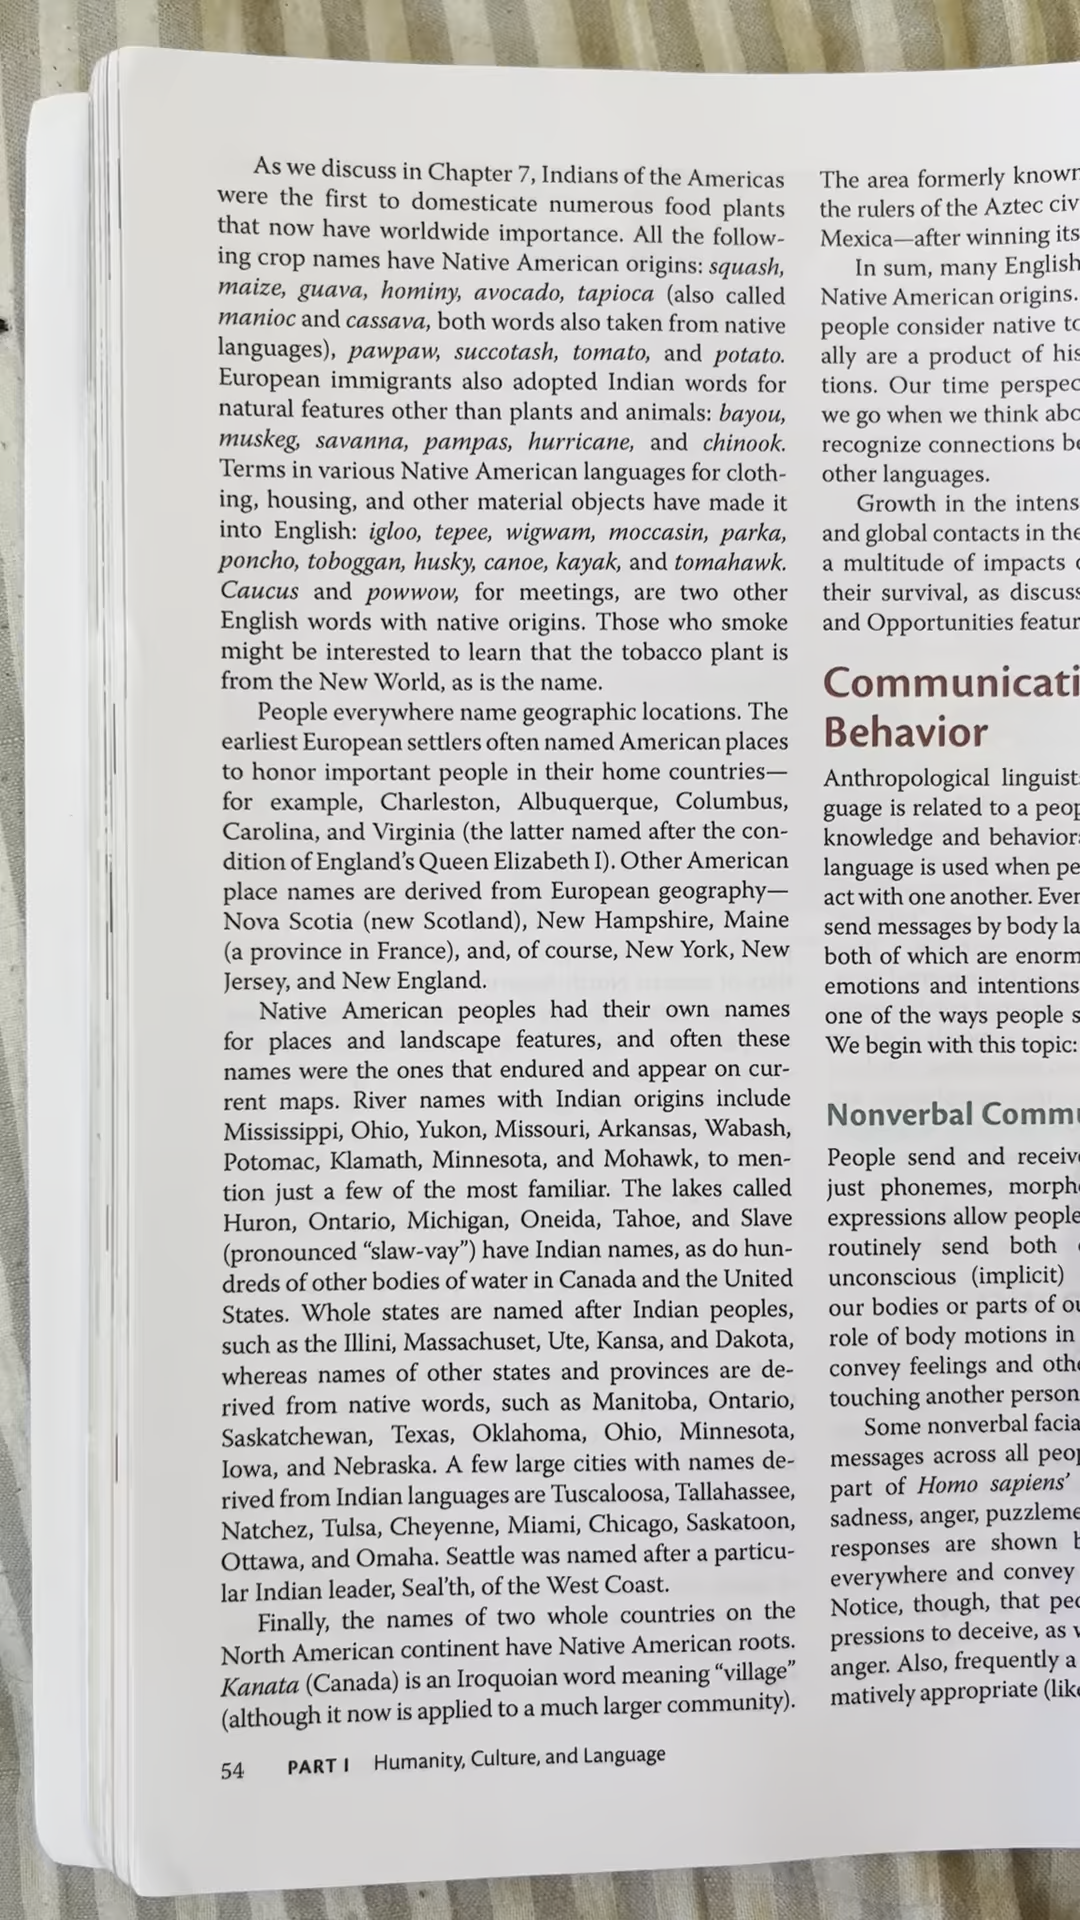 As we discuss in Chapter 7, Indians of the Americas
were the first to domesticate numerous food plants
that now have worldwide importance. All the follow-
ing crop names have Native American origins: squash,
maize, guava, hominy, avocado, tapioca (also called
manioc and cassava, both words also taken from native
languages), pawpaw, succotash, tomato, and potato.
European immigrants also adopted Indian words for
natural features other than plants and animals: bayou,
muskeg, savanna, pampas, hurricane, and chinook.
Terms in various Native American languages for cloth-
ing, housing, and other material objects have made it
into English: igloo, tepee, wigwam, moccasin, parka,
poncho, toboggan, husky, canoe, kayak, and tomahawk.
Caucus and powwow, for meetings, are two other
English words with native origins. Those who smoke
might be interested to learn that the tobacco plant is
from the New World, as is the name.
People everywhere name geographic locations. The
earliest European settlers often named American places
to honor important people in their home countries—
for example, Charleston, Albuquerque, Columbus,
Carolina, and Virginia (the latter named after the con-
dition of England's Queen Elizabeth I). Other American
place names are derived from European geography—
Nova Scotia (new Scotland), New Hampshire, Maine
(a province in France), and, of course, New York, New
Jersey, and New England.
Native American peoples had their own names
for places and landscape features, and often these
names were the ones that endured and appear on cur-
rent maps. River names with Indian origins include
Mississippi, Ohio, Yukon, Missouri, Arkansas, Wabash,
Potomac, Klamath, Minnesota, and Mohawk, to men-
tion just a few of the most familiar. The lakes called
Huron, Ontario, Michigan, Oneida, Tahoe, and Slave
(pronounced "slaw-vay") have Indian names, as do hun-
dreds of other bodies of water in Canada and the United
States. Whole states are named after Indian peoples,
such as the Illini, Massachuset, Ute, Kansa, and Dakota,
whereas names of other states and provinces are de-
rived from native words, such as Manitoba, Ontario,
Saskatchewan, Texas, Oklahoma, Ohio, Minnesota,
Iowa, and Nebraska. A few large cities with names de-
rived from Indian languages are Tuscaloosa, Tallahassee,
Natchez, Tulsa, Cheyenne, Miami, Chicago, Saskatoon,
Ottawa, and Omaha. Seattle was named after a particu-
lar Indian leader, Seal'th, of the West Coast.
Finally, the names of two whole countries on the
North American continent have Native American roots.
Kanata (Canada) is an Iroquoian word meaning "village"
(although it now is applied to a much larger community).
The area formerly known
the rulers of the Aztec civ
Mexica—after winning its
In sum, many English
Native American origins.
people consider native to
ally are a product of his
tions. Our time perspec
we go when we think abo
recognize connections be
other languages.
Growth in the intens
and global contacts in the
a multitude of impacts
their survival, as discuss
and Opportunities featur
Communicati
Behavior
Anthropological linguist
guage is related to a peop
knowledge and behavior
language is used when pe
act with one another. Ever
send messages by body la
both of which are enorm
emotions and intentions
one of the ways people s
We begin with this topic:
Nonverbal Commu
People send and receive
just phonemes, morph
expressions allow people
routinely send both
unconscious (implicit)
our bodies or parts of ou
role of body motions in
convey feelings and othe
touching another person
Some nonverbal facia
messages across all peop
part of Homo sapiens'
sadness, anger, puzzleme
responses are shown b
everywhere and convey
Notice, though, that peo
pressions to deceive, as w
anger. Also, frequently a
matively appropriate (like
54 PART I Humanity, Culture, and Language